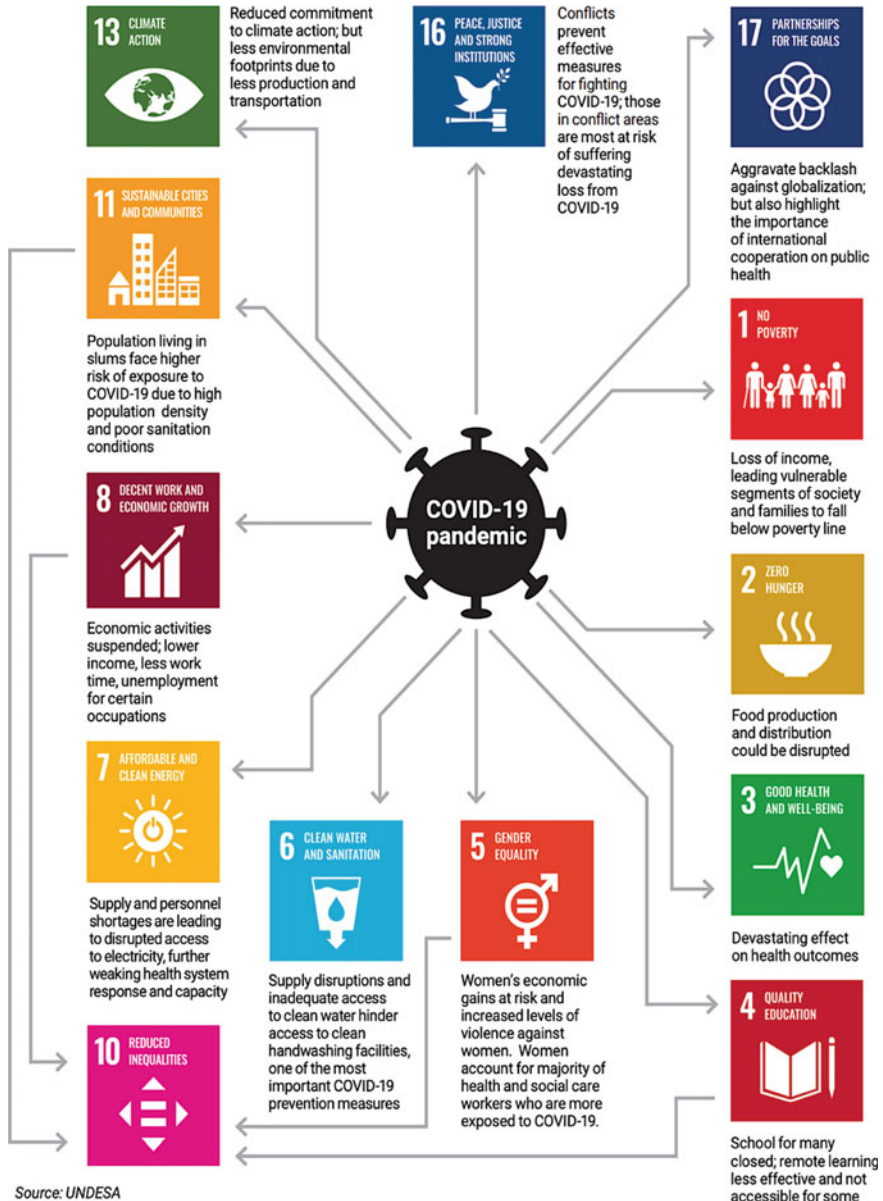 13 CLIMATE
ACTION
Reduced commitment
to climate action; but
less environmental
footprints due to
less production and
transportation
16 PEACE, JUSTICE
AND STRONG
INSTITUTIONS
Conflicts
prevent
effective
measures
for fighting
COVID-19; those
in conflict areas
are most at risk
of suffering
devastating
loss from
COVID-19
17 PARTNERSHIPS
FOR THE GOALS
Aggravate backlash
against globalization;
but also highlight
the importance
of international
cooperation on public
health
11 SUSTAINABLE CITIES
AND COMMUNITIES
Population living in
slums face higher
risk of exposure to
COVID-19 due to high
population density
and poor sanitation
conditions
1 NO
POVERTY
Loss of income,
leading vulnerable
segments of society
and families to fall
below poverty line
COVID-19
pandemic
8 DECENT WORK AND
ECONOMIC GROWTH
Economic activities
suspended; lower
income, less work
time, unemployment
for certain
occupations
2 ZERO
HUNGER
Food production
and distribution
could be disrupted
7 AFFORDABLE AND
CLEAN ENERGY
Supply and personnel
shortages are leading
to disrupted access
to electricity, further
weaking health system
response and capacity
6 CLEAN WATER
AND SANITATION
Supply disruptions and
inadequate access
to clean water hinder
access to clean
handwashing facilities,
one of the most
important COVID-19
prevention measures
5 GENDER
EQUALITY
Women's economic
gains at risk and
increased levels of
violence against
women. Women
account for majority of
health and social care
workers who are more
exposed to COVID-19.
3 GOOD HEALTH
AND WELL-BEING
Devastating effect
on health outcomes
4 QUALITY
EDUCATION
School for many
closed; remote learning
less effective and not
accessible for some
10 REDUCED
INEQUALITIES
Source: UNDESA